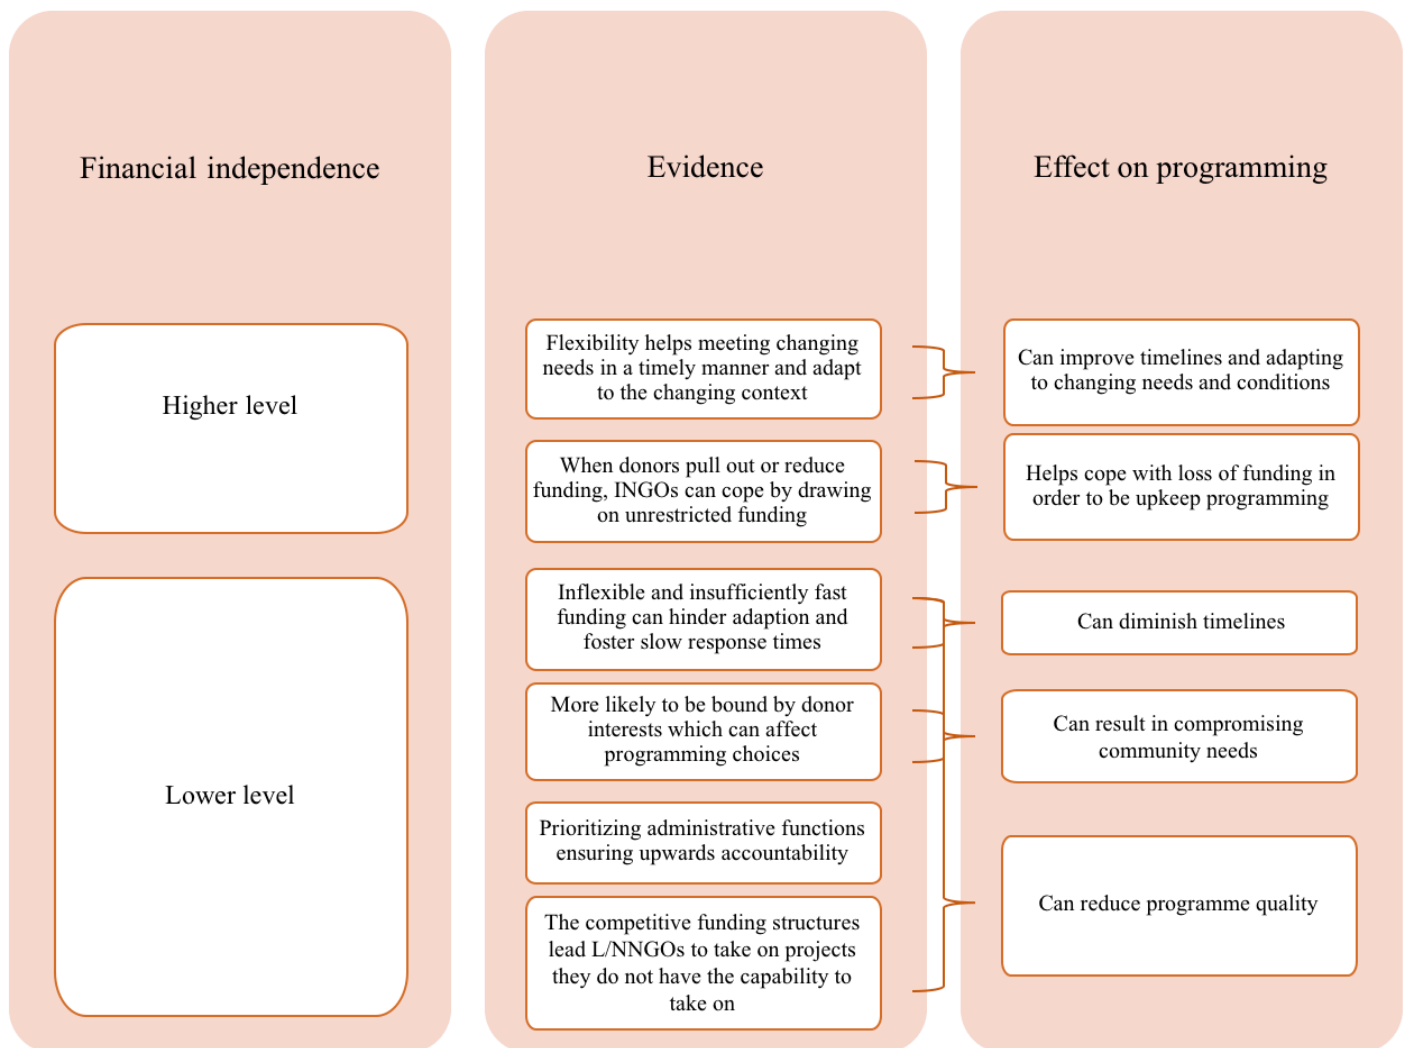 Financial independence
Evidence
Effect on programming
Higher level
Flexibility helps meeting changing
needs in a timely manner and adapt
to the changing context
Can improve timelines and adapting
to changing needs and conditions
When donors pull out or reduce
funding, INGOs can cope by drawing
on unrestricted funding
Helps cope with loss of funding in
order to be upkeep programming
Lower level
Inflexible and insufficiently fast
funding can hinder adaption and
foster slow response times
Can diminish timelines
More likely to be bound by donor
interests which can affect
programming choices
Can result in compromising
community needs
Prioritizing administrative functions
ensuring upwards accountability
The competitive funding structures
lead L/NNGOs to take on projects
they do not have the capability to
take on
Can reduce programme quality